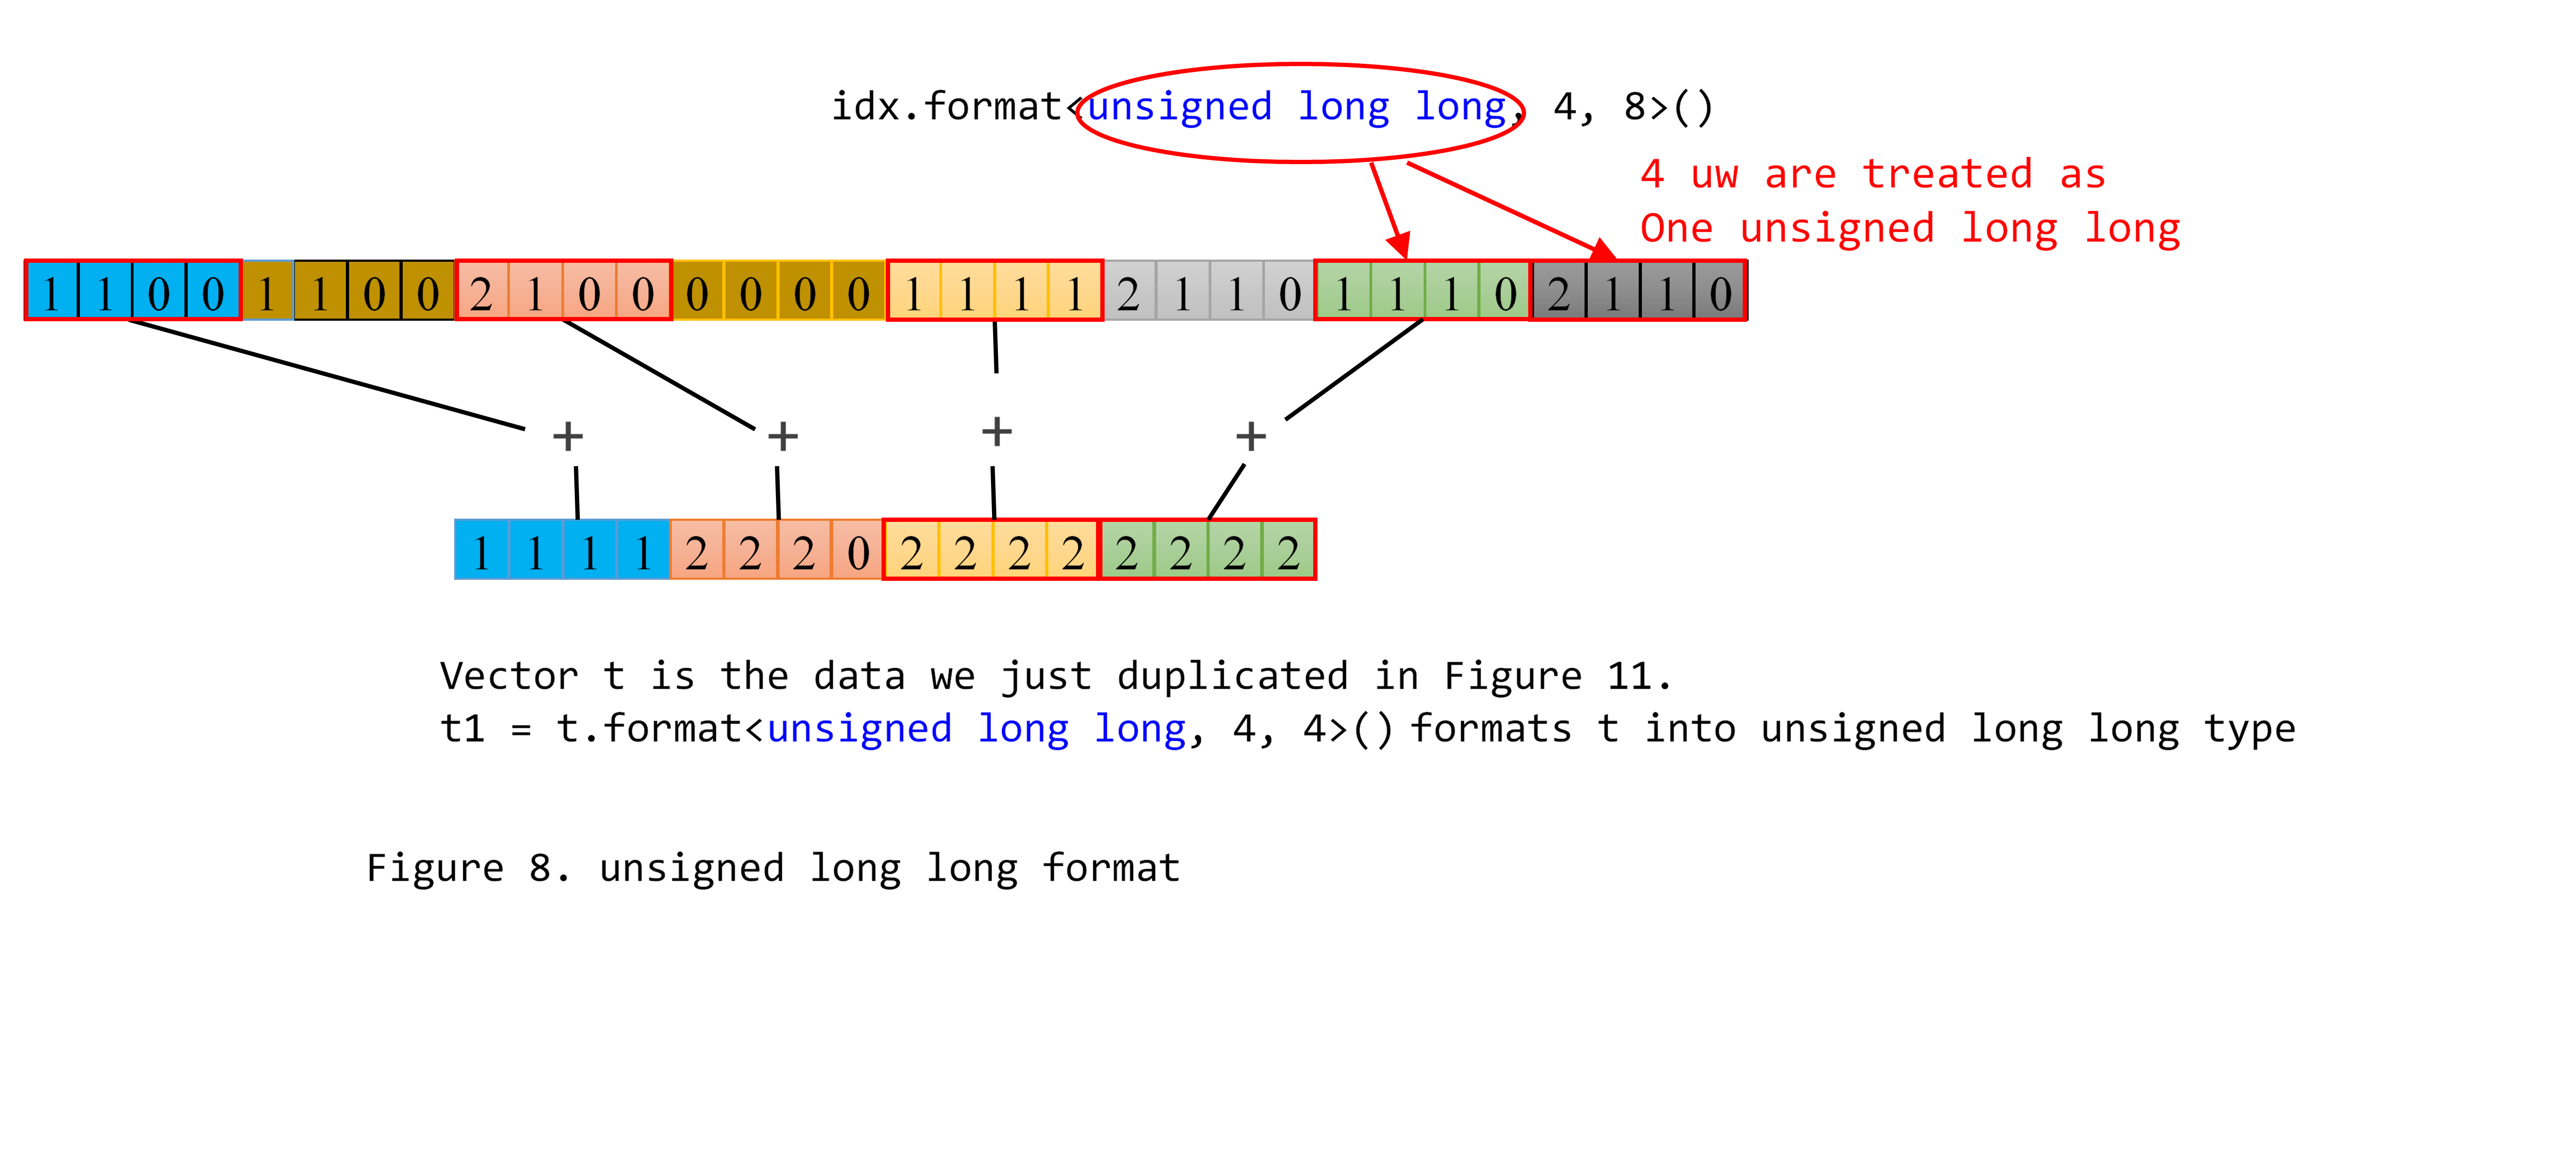 idx.format<unsigned long long, 4, 8>()
4 uw are treated as
One unsigned long long
1 1 0 0 1 1 0 0 2 1 0 0 0 0 0 0 1 1 1 1 2 1 1 0 1 1 1 0 2 1 1 0
+ + + +
1 1 1 1 2 2 2 0 2 2 2 2 2 2 2 2
Vector t is the data we just duplicated in Figure 11.
t1 = t.format<unsigned long long, 4, 4>() formats t into unsigned long long type
Figure 8. unsigned long long format